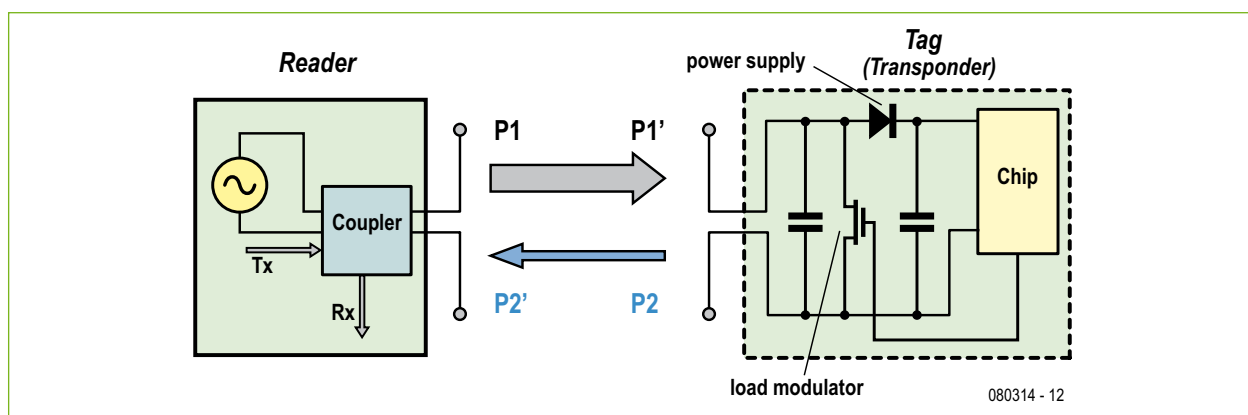 Reader
Tag
(Transponder)
power supply
P1
P1’
Coupler
Chip
Tx
Rx
P2’
P2
load modulator
080314 - 12